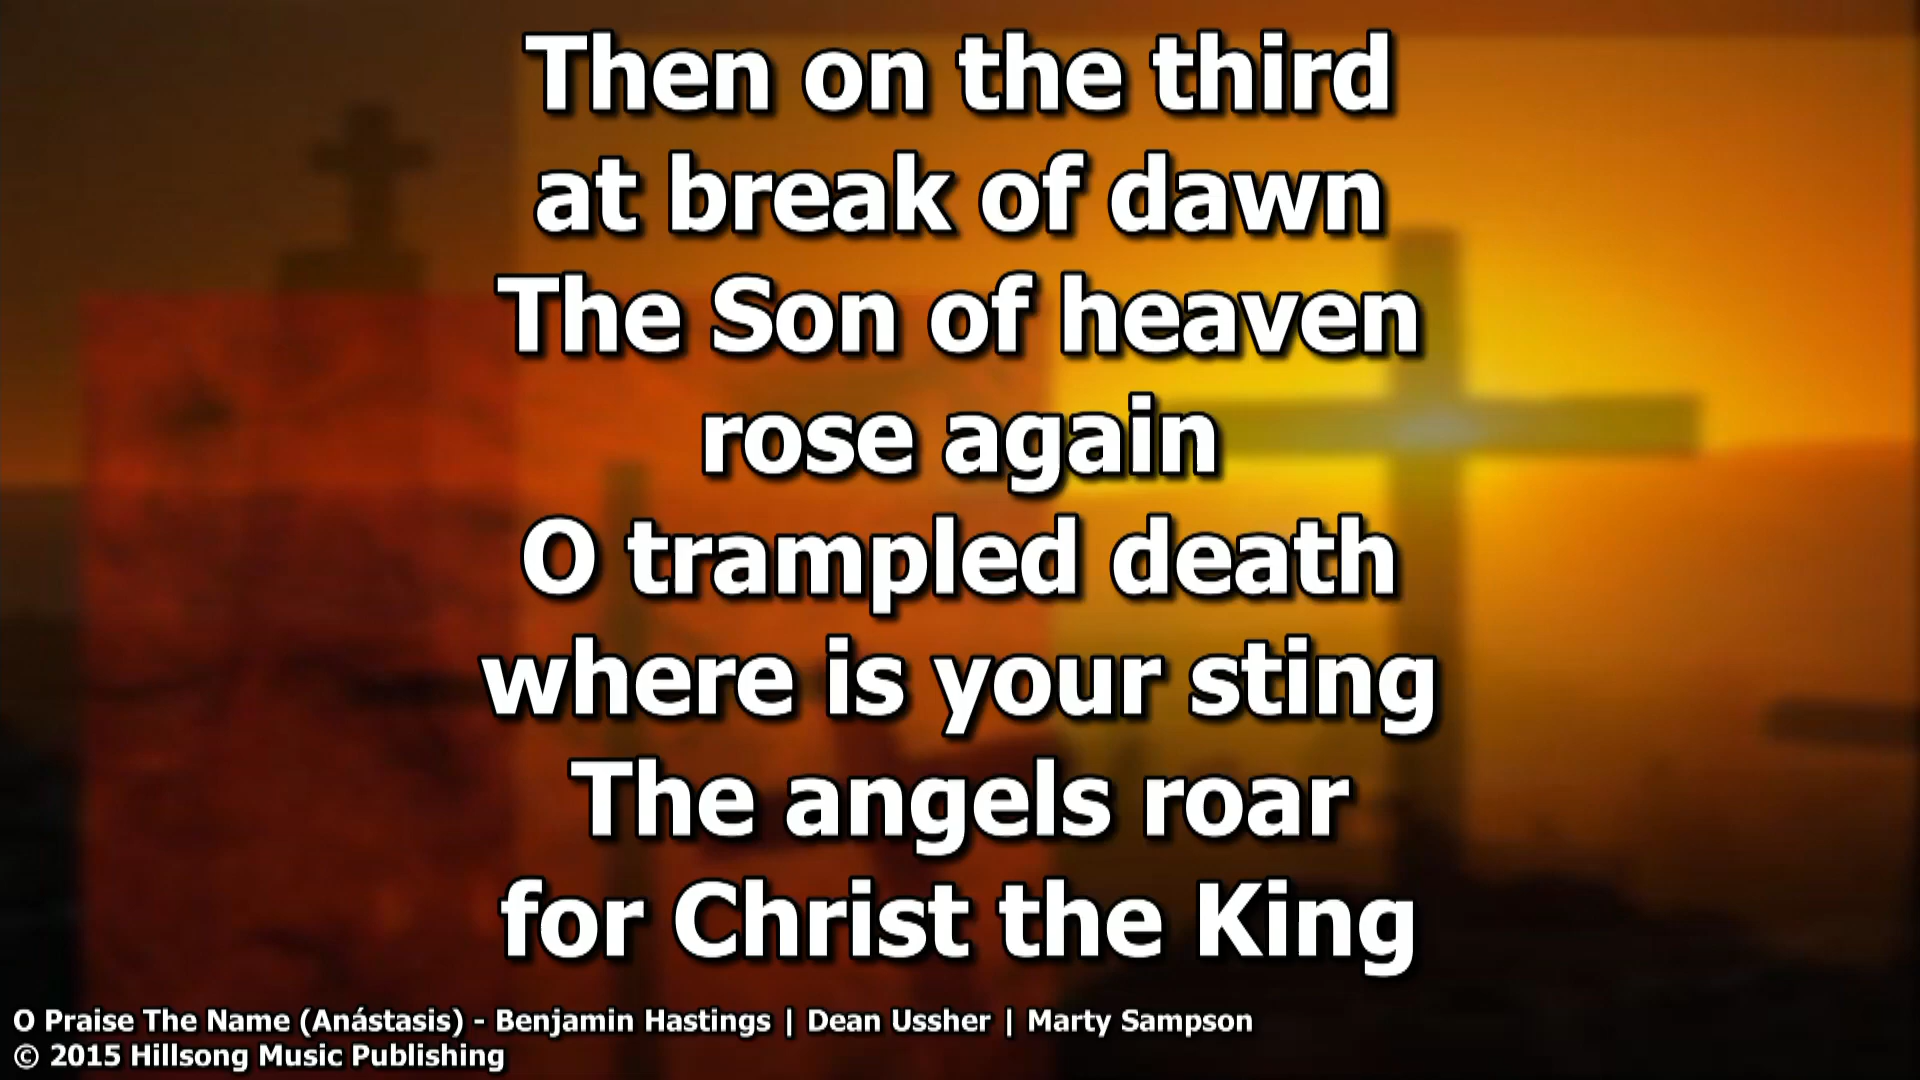 Then on the third
at break of dawn
The Son of heaven
rose again
O trampled death
where is your sting
The angels roar
for Christ the King
O Praise The Name (Anástasis) - Benjamin Hastings | Dean Ussher | Marty Sampson
© 2015 Hillsong Music Publishing